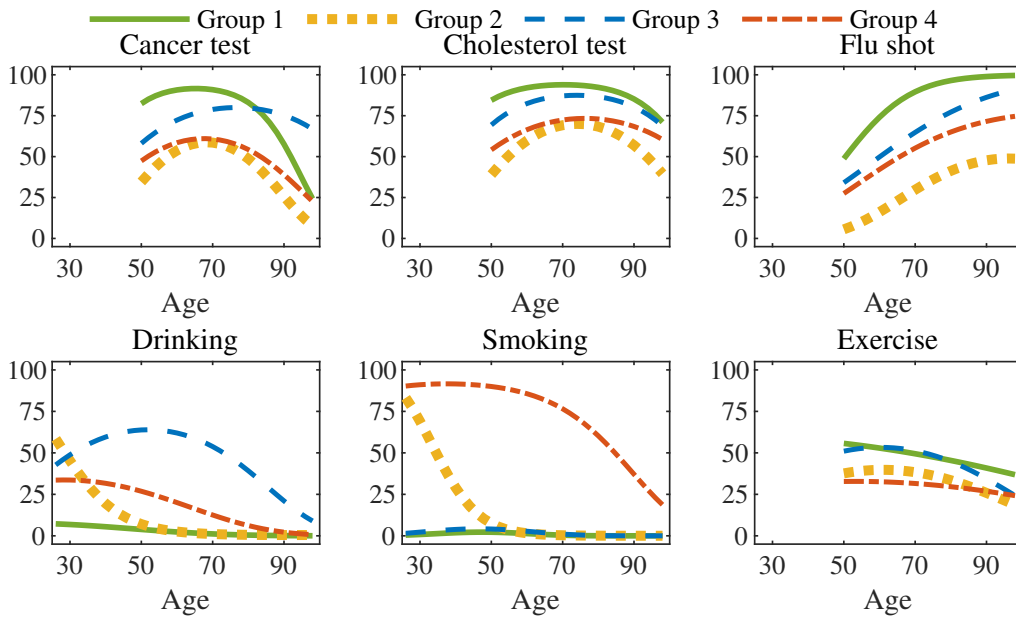 Group 1 Group 2 Group 3 Group 4
Cancer test Cholesterol test Flu shot
100 100 100
75 75 75
50 50 50
25 25 25
0 0 0
30 50 70 90 30 50 70 90 30 50 70 90
Age Age Age
Drinking Smoking Exercise
100 100 100
75 75 75
50 50 50
25 25 25
0 0 0
30 50 70 90 30 50 70 90 30 50 70 90
Age Age Age